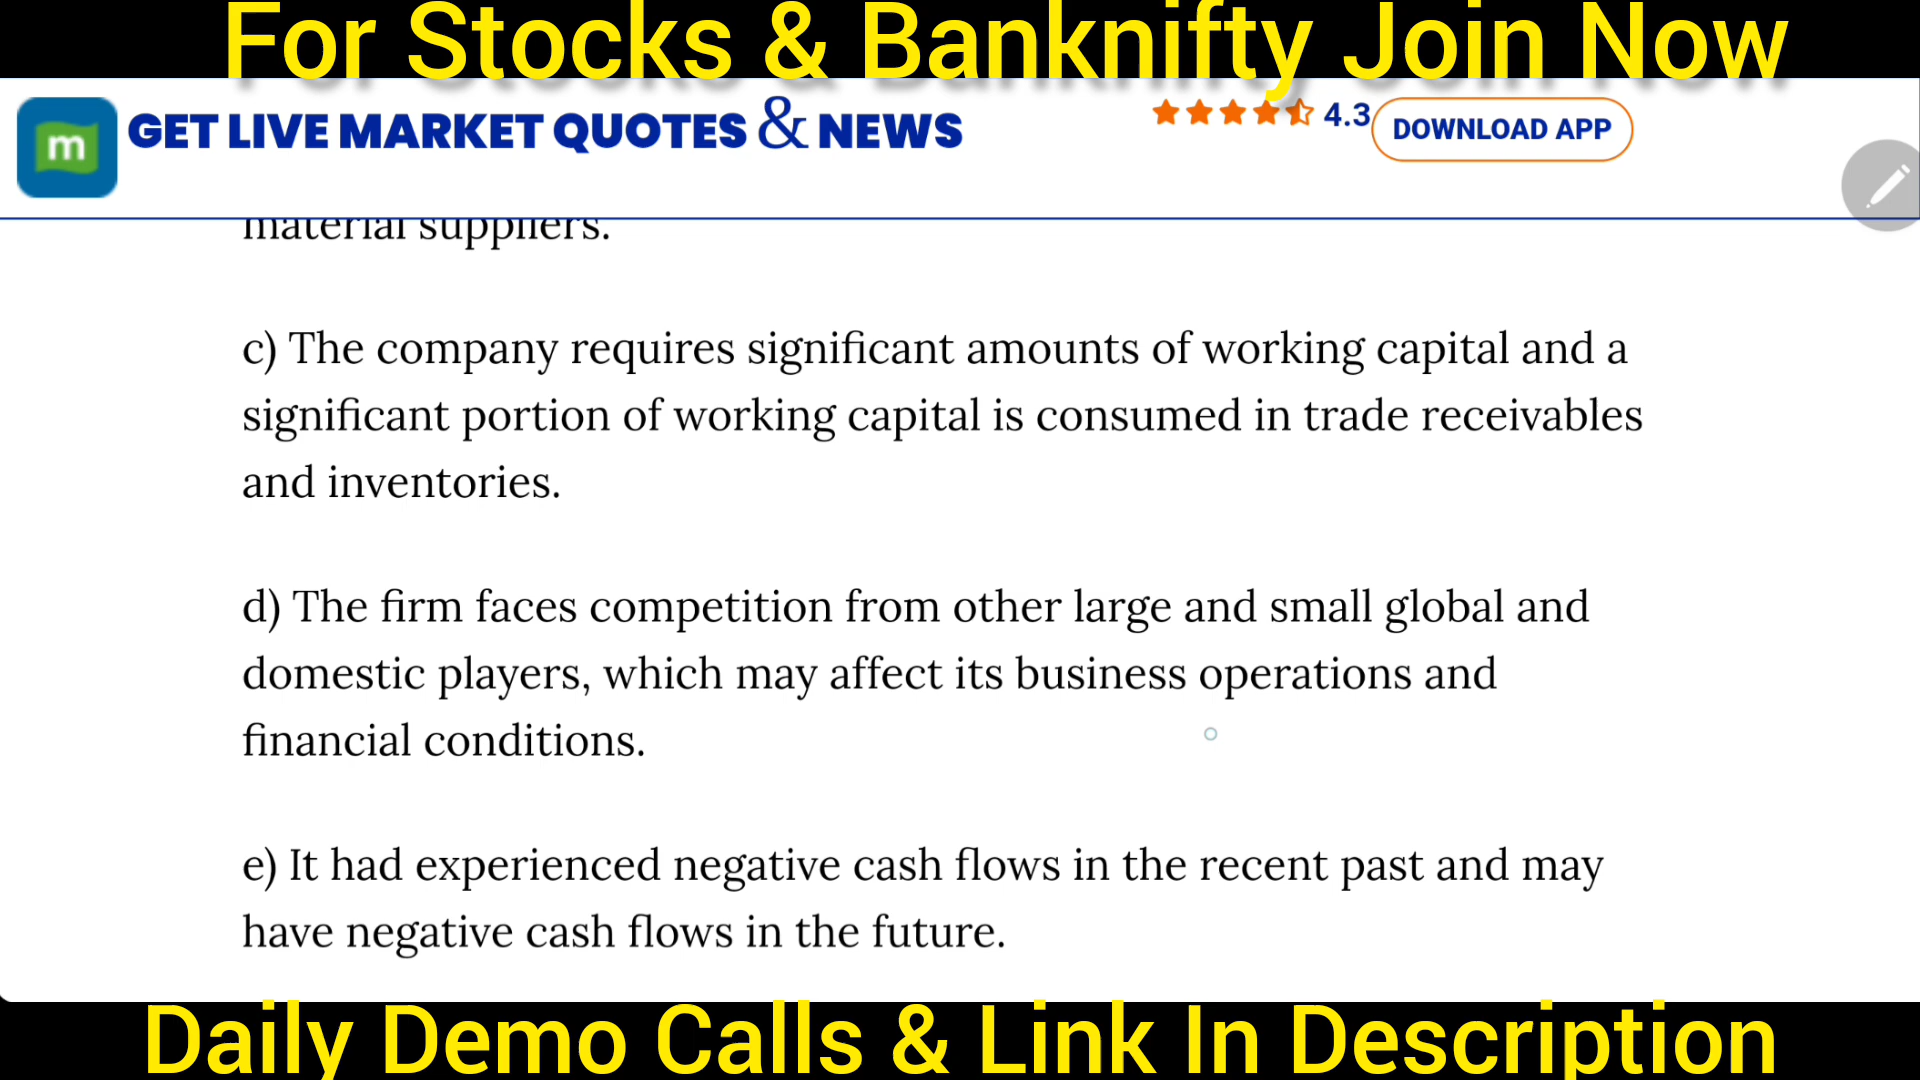 For Stocks & Banknifty Join Now
m
GET LIVE MARKET QUOTES & NEWS
4.3
DOWNLOAD APP
material suppliers.
c) The company requires significant amounts of working capital and a
significant portion of working capital is consumed in trade receivables
and inventories.
d) The firm faces competition from other large and small global and
domestic players, which may affect its business operations and
financial conditions.
e) It had experienced negative cash flows in the recent past and may
have negative cash flows in the future.
Daily Demo Calls & Link In Description